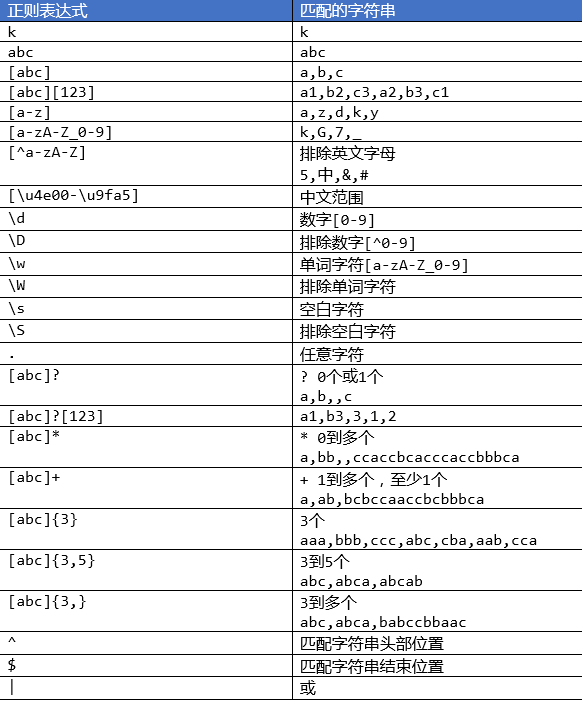 正则表达式 匹配的字符串
k k
abc abc
[abc] a,b,c
[abc][123] a1,b2,c3,a2,b3,c1
[a-z] a,z,d,k,y
[a-zA-Z_0-9] k,G,7,_
[^a-zA-Z] 排除英文字母
5,中,&,#
[\u4e00-\u9fa5] 中文范围
\d 数字[0-9]
\D 排除数字[^0-9]
\w 单词字符[a-zA-Z_0-9]
\W 排除单词字符
\s 空白字符
\S 排除空白字符
. 任意字符
[abc]? ? 0个或1个
a,b,,c
[abc]?[123] a1,b3,3,1,2
[abc]* * 0到多个
a,bb,,ccaccbcacccaccbbbca
[abc]+ + 1到多个，至少1个
a,ab,bcbccaaccbcbbbca
[abc]{3} 3个
aaa,bbb,ccc,abc,cba,aab,cca
[abc]{3,5} 3到5个
abc,abca,abcab
[abc]{3,} 3到多个
abc,abca,babccbbaac
^ 匹配字符串头部位置
$ 匹配字符串结束位置
| 或